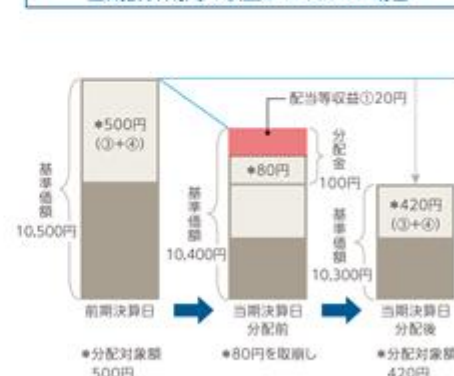 配当等収益①20円
*500円
(③+④)
分配金
100円
*80円
*420円
(③+④)
基準価額
10,500円
基準価額
10,400円
基準価額
10,300円
前期決算日
当期決算日
分配前
当期決算日
分配後
*分配対象額
500円
*80円を取崩し
*分配対象額
420円